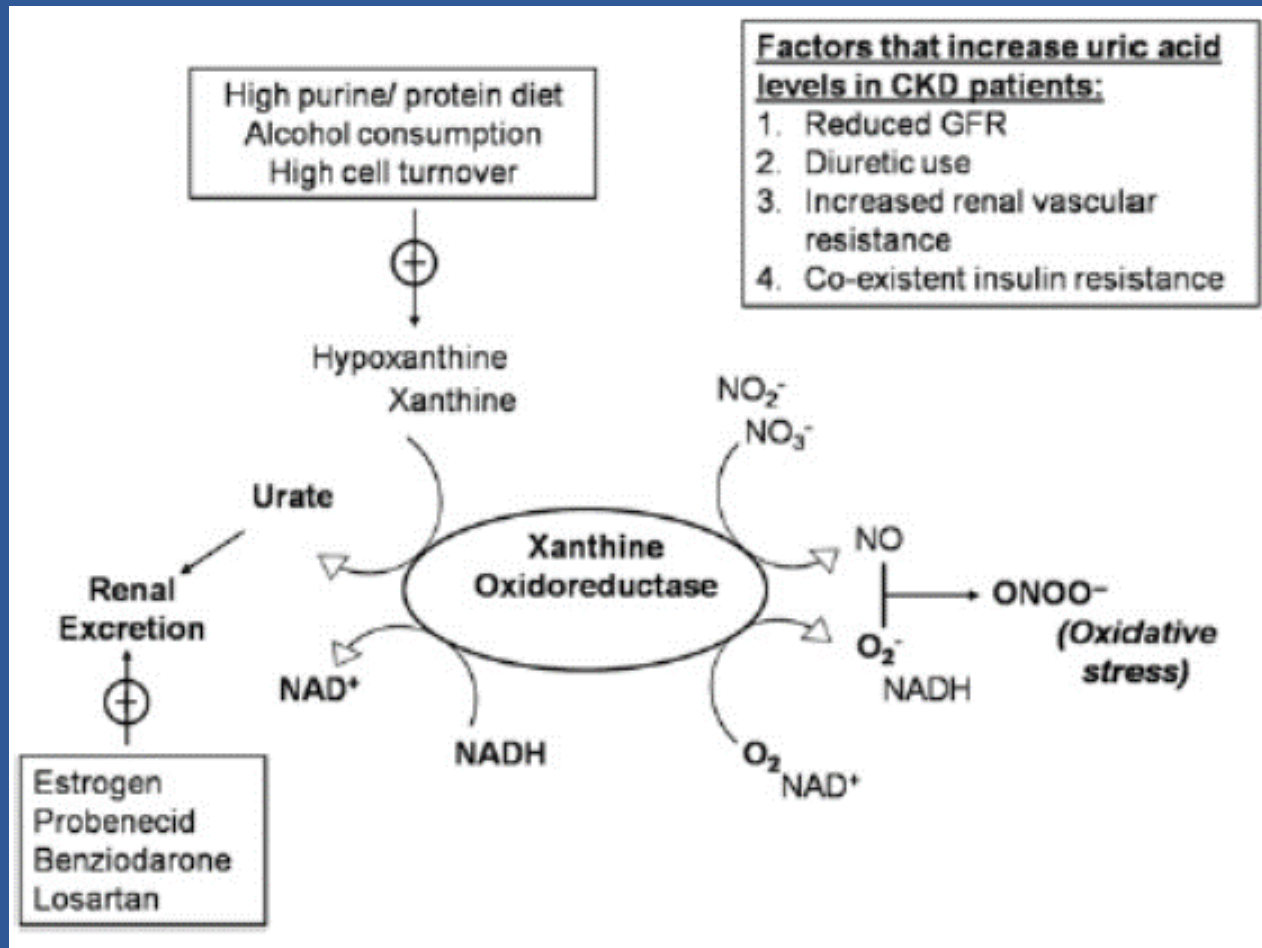 High purine/ protein diet
Alcohol consumption
High cell turnover
Factors that increase uric acid
levels in CKD patients:
1. Reduced GFR
2. Diuretic use
3. Increased renal vascular
resistance
4. Co-existent insulin resistance
+
Hypoxanthine
Xanthine
NO₂⁻
NO₃⁻
Urate
Xanthine
Oxidoreductase
NO
ONOO⁻
(Oxidative
stress)
O₂⁻
NADH
Renal
Excretion
NAD⁺
NADH
O₂
NAD⁺
+
Estrogen
Probenecid
Benziodarone
Losartan